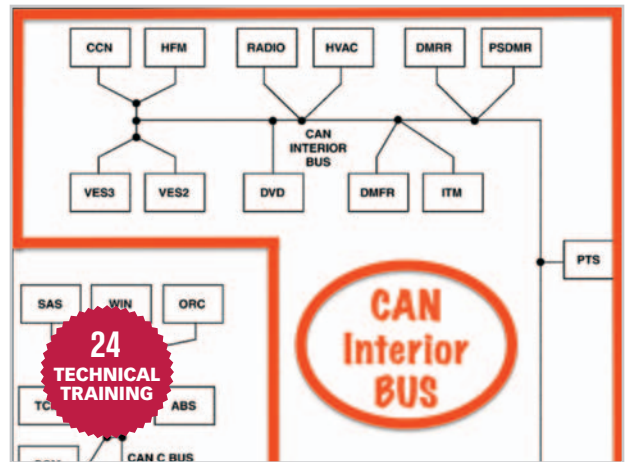 CCN HFM RADIO HVAC DMRR PSDMR
CAN
INTERIOR
BUS
VES3 VES2 DVD DMFR ITM
PTS
CAN
Interior
BUS
SAS WIN ORC
24
TECHNICAL
TRAINING
ABS
CAN C BUS